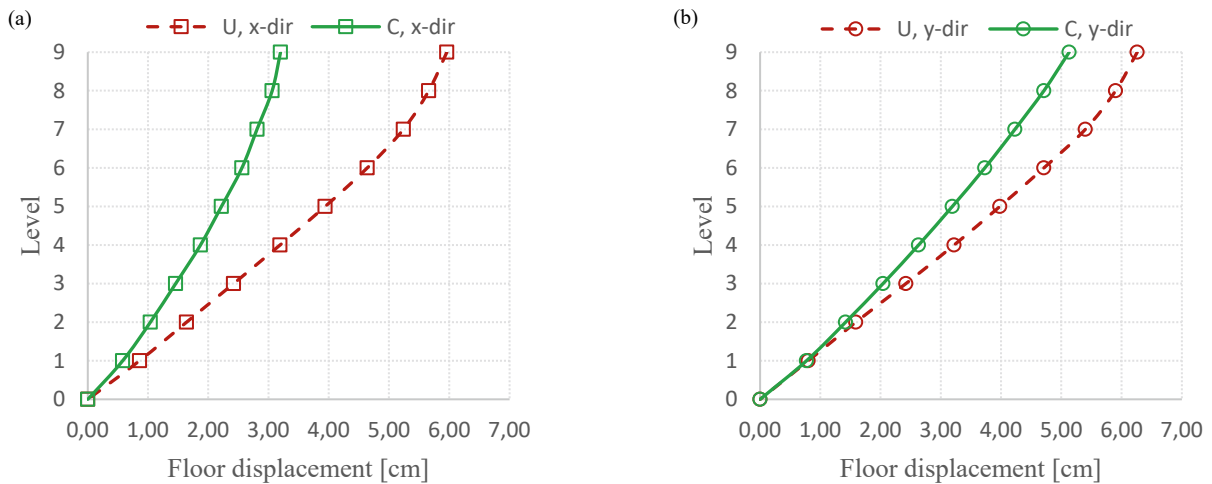 (a)
U, x-dir C, x-dir
9
8
7
6
5
4
3
2
1
0
Level
0,00 1,00 2,00 3,00 4,00 5,00 6,00 7,00
Floor displacement [cm]
(b)
U, y-dir C, y-dir
9
8
7
6
5
4
3
2
1
0
Level
0,00 1,00 2,00 3,00 4,00 5,00 6,00 7,00
Floor displacement [cm]